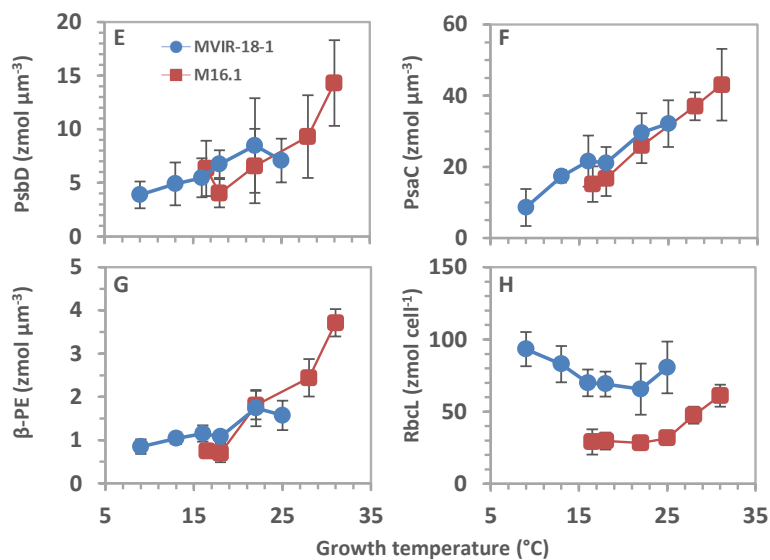 E
MVIR-18-1
M16.1
PsbD (zmol µm⁻³)
20
15
10
5
0
F
PsaC (zmol µm⁻³)
60
40
20
0
G
β-PE (zmol µm⁻³)
5
4
3
2
1
0
5 15 25 35
H
RbcL (zmol cell⁻¹)
150
100
50
0
5 15 25 35
Growth temperature (°C)